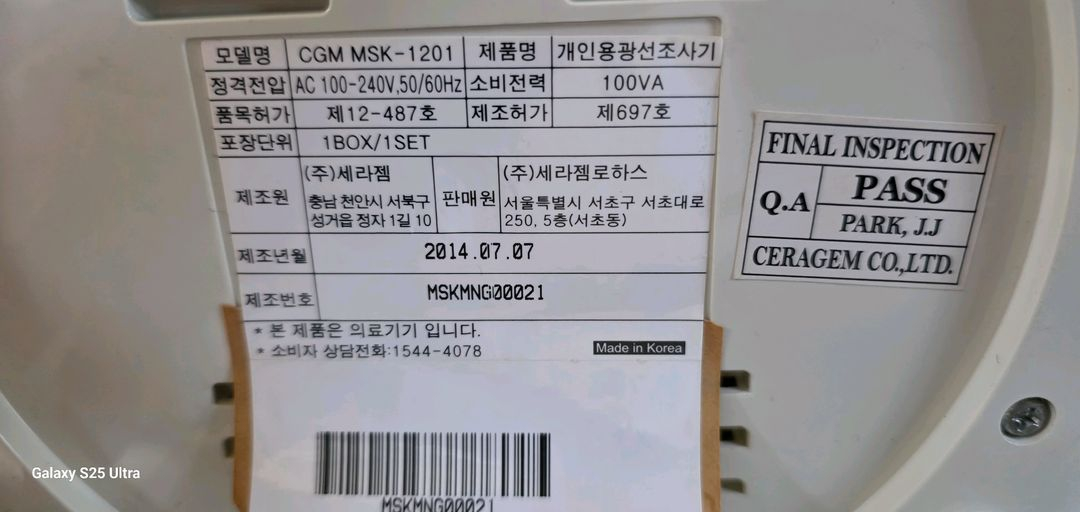 모델명 CGM MSK-1201 제품명 개인용광선조사기
정격전압 AC 100-240V,50/60Hz 소비전력 100VA
품목허가 제12-487호 제조허가 제697호
포장단위 1BOX/1SET
제조원 (주)세라젬 충남 천안시 서북구 성거읍 정자 1길 10 판매원 (주)세라젬로하스 서울특별시 서초구 서초대로 250, 5층(서초동)
제조년월 2014.07.07
제조번호 MSKMNG00021
* 본 제품은 의료기기 입니다.
* 소비자 상담전화:1544-4078 Made in Korea
MSKMNG00021
FINAL INSPECTION
Q.A PASS
PARK, J.J
CERAGEM CO.,LTD.
Galaxy S25 Ultra